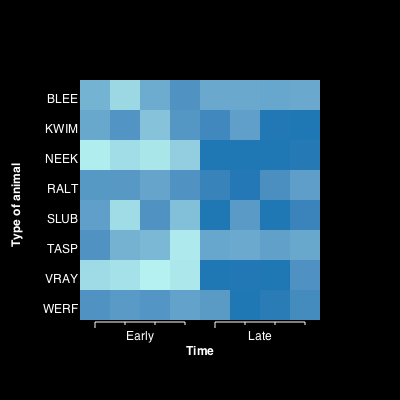 BLEE
KWIM
NEEK
RALT
SLUB
TASP
VRAY
WERF
Type of animal
Early Late
Time